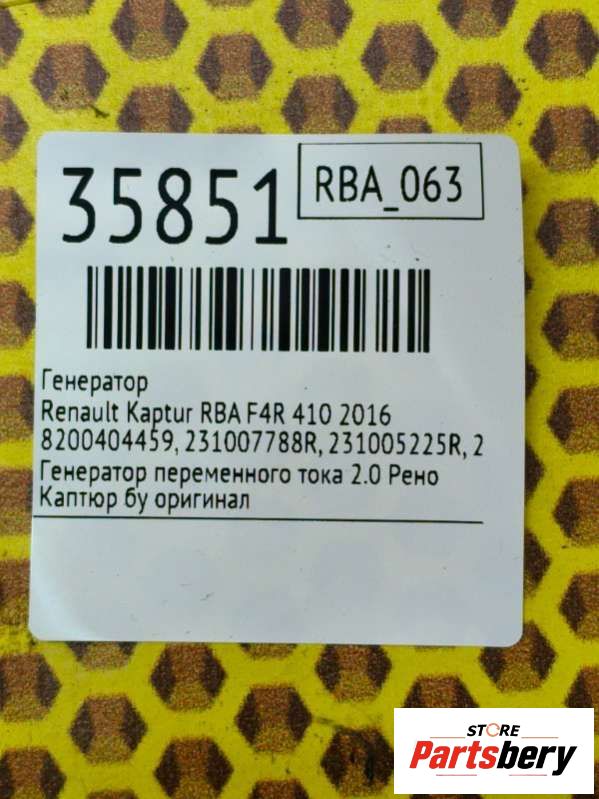 35851
RBA_063
Генератор
Renault Kaptur RBA F4R 410 2016
8200404459, 231007788R, 231005225R, 2
Генератор переменного тока 2.0 Рено
Каптюр бу оригинал
STORE
Partsbery